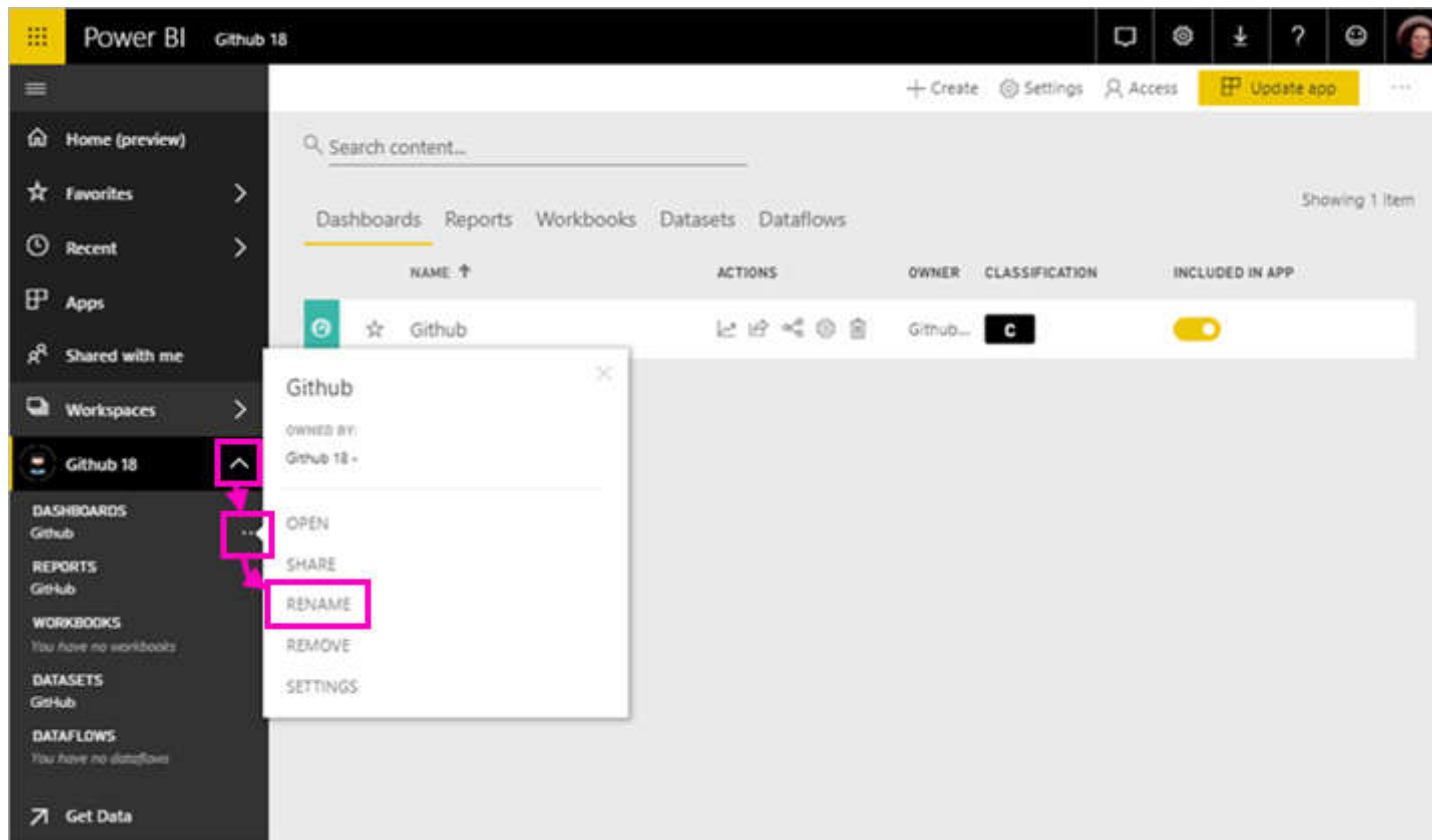 Power BI Github 18
?
+ Create Settings Access Update app ...
Home (preview)
Search content...
Favorites
Showing 1 item
Dashboards Reports Workbooks Datasets Dataflows
Recent
NAME ↑ ACTIONS OWNER CLASSIFICATION INCLUDED IN APP
Apps
Github Github... C
Shared with me
Workspaces
Github 18
DASHBOARDS
Github ...
REPORTS
GitHub
WORKBOOKS
You have no workbooks
DATASETS
GitHub
DATAFLOWS
You have no dataflows
Get Data
Github
OWNED BY:
Github 18 -
OPEN
SHARE
RENAME
REMOVE
SETTINGS